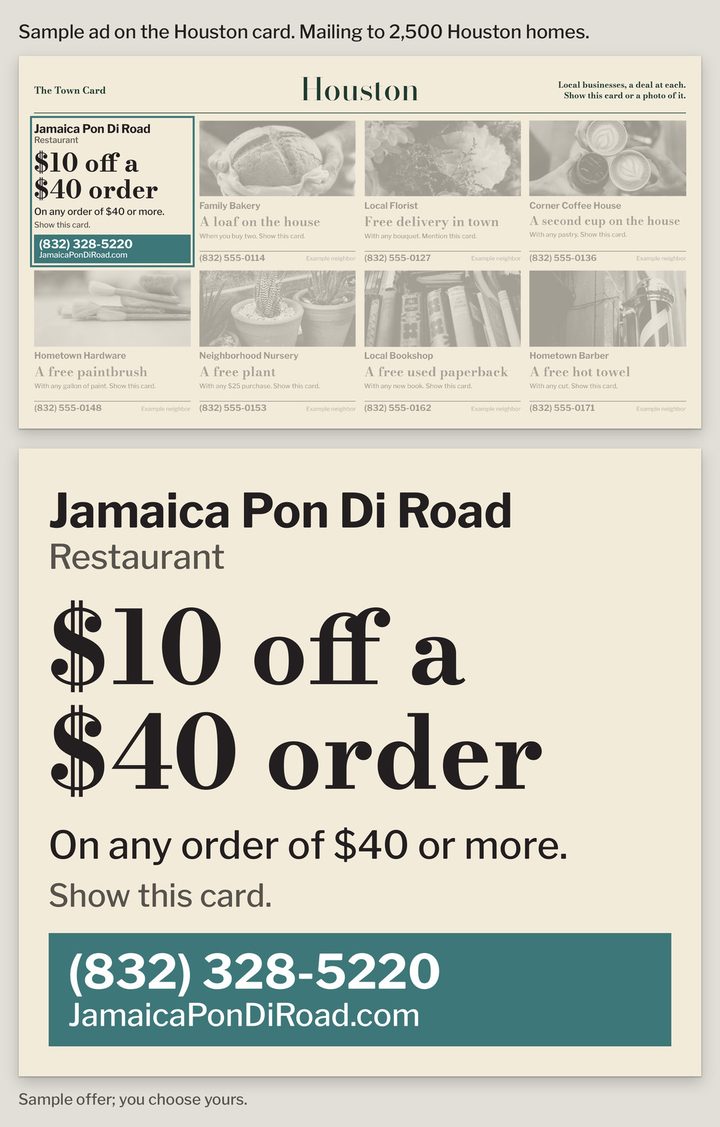 Sample ad on the Houston card. Mailing to 2,500 Houston homes.
The Town Card
Houston
Local businesses, a deal at each.
Show this card or a photo of it.
Jamaica Pon Di Road
Restaurant
$10 off a
$40 order
On any order of $40 or more.
Show this card.
(832) 328-5220
JamaicaPonDiRoad.com
Family Bakery
A loaf on the house
When you buy two. Show this card.
(832) 555-0114
Example neighbor
Local Florist
Free delivery in town
With any bouquet. Mention this card.
(832) 555-0127
Example neighbor
Corner Coffee House
A second cup on the house
With any pastry. Show this card.
(832) 555-0136
Example neighbor
Hometown Hardware
A free paintbrush
With any gallon of paint. Show this card.
(832) 555-0148
Example neighbor
Neighborhood Nursery
A free plant
With any $25 purchase. Show this card.
(832) 555-0153
Example neighbor
Local Bookshop
A free used paperback
With any new book. Show this card.
(832) 555-0162
Example neighbor
Hometown Barber
A free hot towel
With any cut. Show this card.
(832) 555-0171
Example neighbor
Jamaica Pon Di Road
Restaurant
$10 off a
$40 order
On any order of $40 or more.
Show this card.
(832) 328-5220
JamaicaPonDiRoad.com
Sample offer; you choose yours.